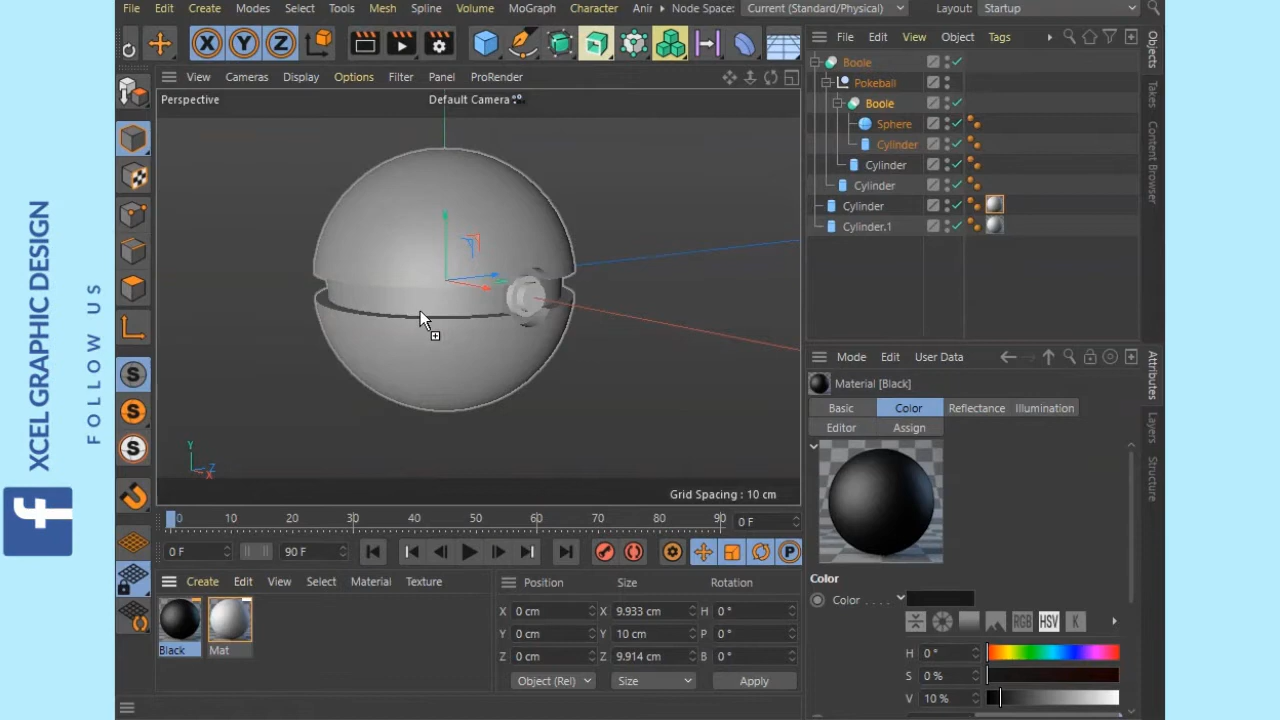 File Edit Create Modes Select Tools Mesh Spline Volume MoGraph Character Anir Node Space: Current (Standard/Physical) Layout: Startup
X Y Z
File Edit View Object Tags
View Cameras Display Options Filter Panel ProRender
Perspective
Default Camera
Boole
Pokeball
Boole
Sphere
Cylinder
Cylinder
Cylinder
Cylinder
Cylinder.1
Objects
Takes
Content Browser
XCEL GRAPHIC DESIGN
FOLLOW US
f
S
S
S
Y
Z
X
Grid Spacing : 10 cm
Mode Edit User Data
Material [Black]
Basic Color Reflectance Illumination
Editor Assign
Attributes
Layers
Structure
0 10 20 30 40 50 60 70 80 90 0 F
0 F 90 F
P
Create Edit View Select Material Texture
Black Mat
Position Size Rotation
X 0 cm X 9.933 cm H 0 °
Y 0 cm Y 10 cm P 0 °
Z 0 cm Z 9.914 cm B 0 °
Object (Rel) Size Apply
Color
Color . . . .
RGB HSV K
H 0 °
S 0 %
V 10 %